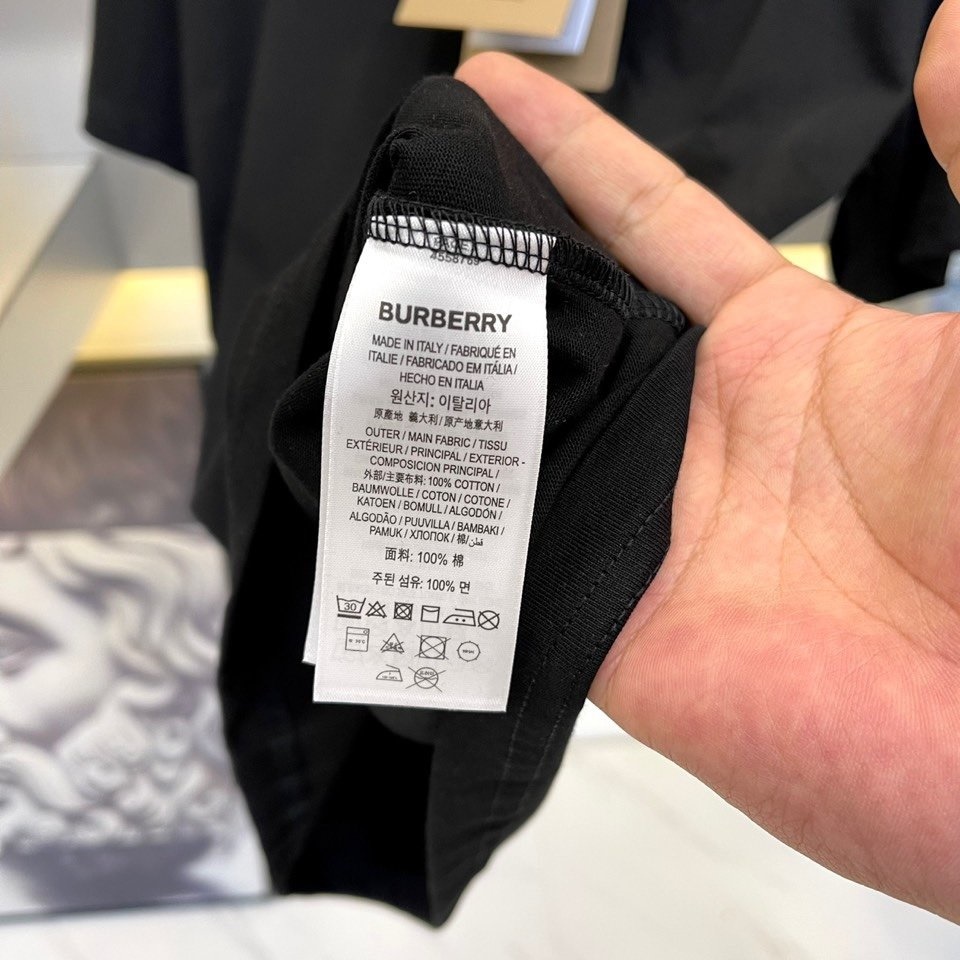 4558785
BURBERRY
MADE IN ITALY / FABRIQUÉ EN
ITALIE / FABRICADO EM ITÁLIA /
HECHO EN ITALIA
원산지: 이탈리아
原產地 義大利 / 原产地意大利
OUTER / MAIN FABRIC / TISSU
EXTÉRIEUR / PRINCIPAL / EXTERIOR -
COMPOSICION PRINCIPAL /
外部/主要布料: 100% COTTON /
BAUMWOLLE / COTON / COTONE /
KATOEN / BOMULL / ALGODÓN /
ALGODÃO / PUUVILLA / BAMBAKI /
PAMUK / ХЛОПОК / 棉/قطن
面料: 100% 棉
주된 섬유: 100% 면
30